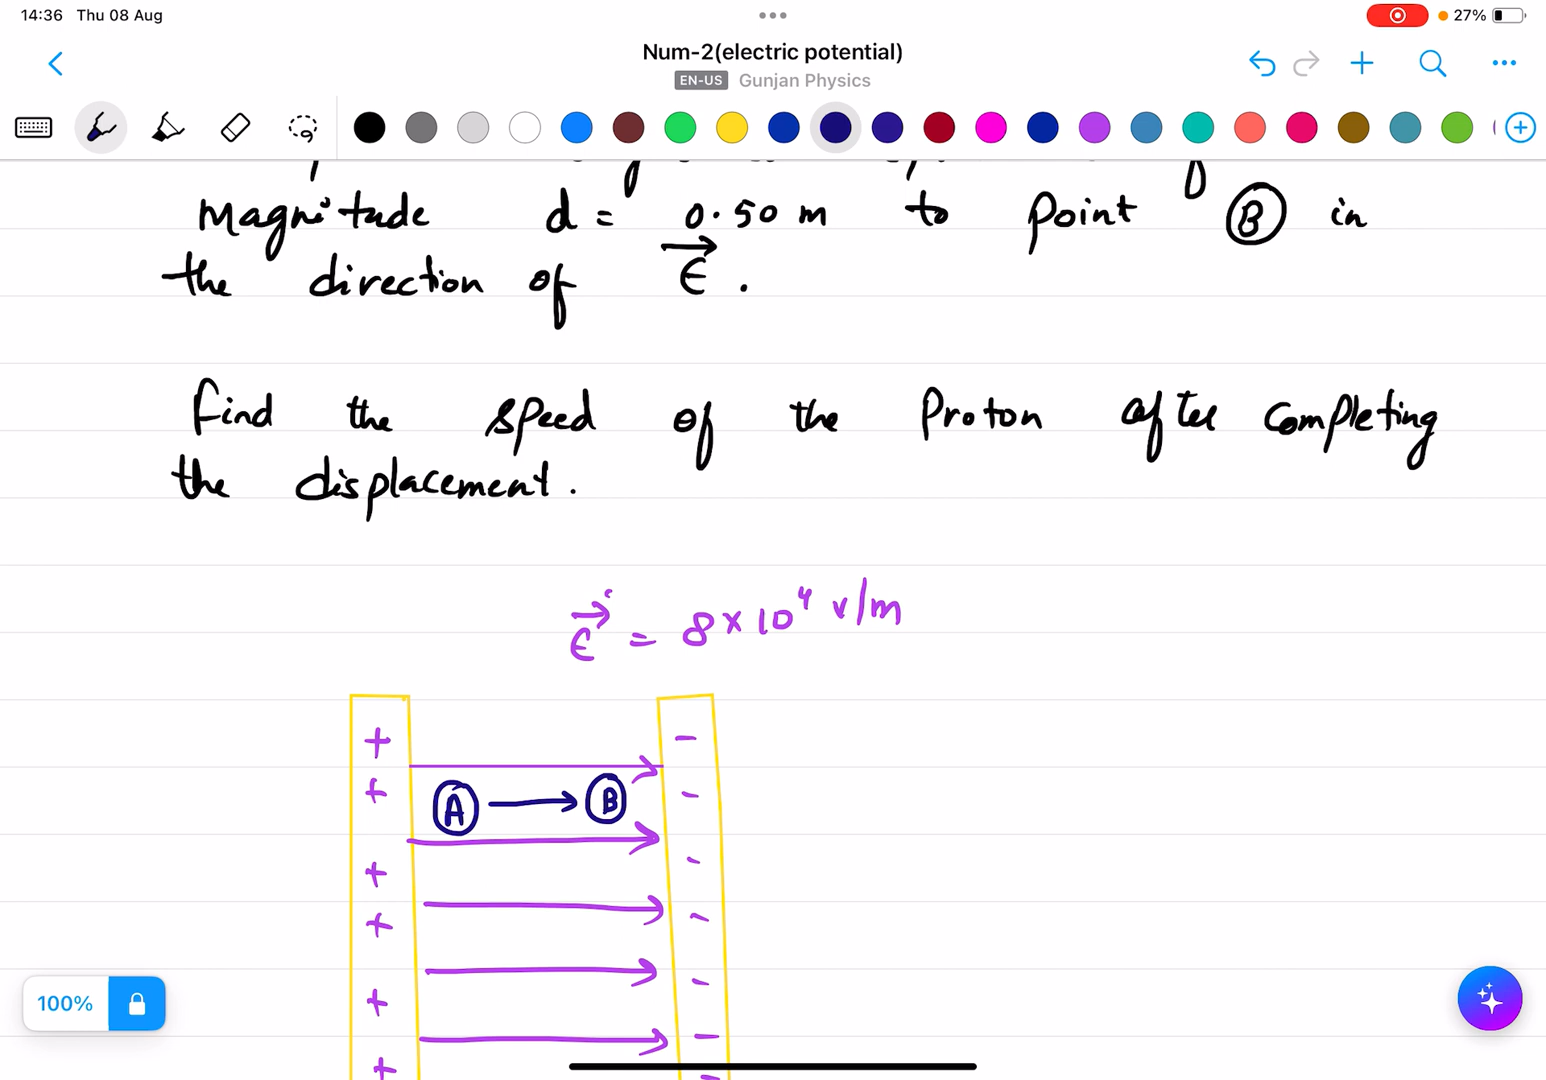 14:36 Thu 08 Aug
27%
Num-2(electric potential)
EN-US Gunjan Physics
magnitude d = 0.50 m to point B in
the direction of E.
find the speed of the Proton after completing
the displacement.
E = 8×10⁴ v/m
+ -
+ A B -
+ -
+ -
+ -
+ -
100%